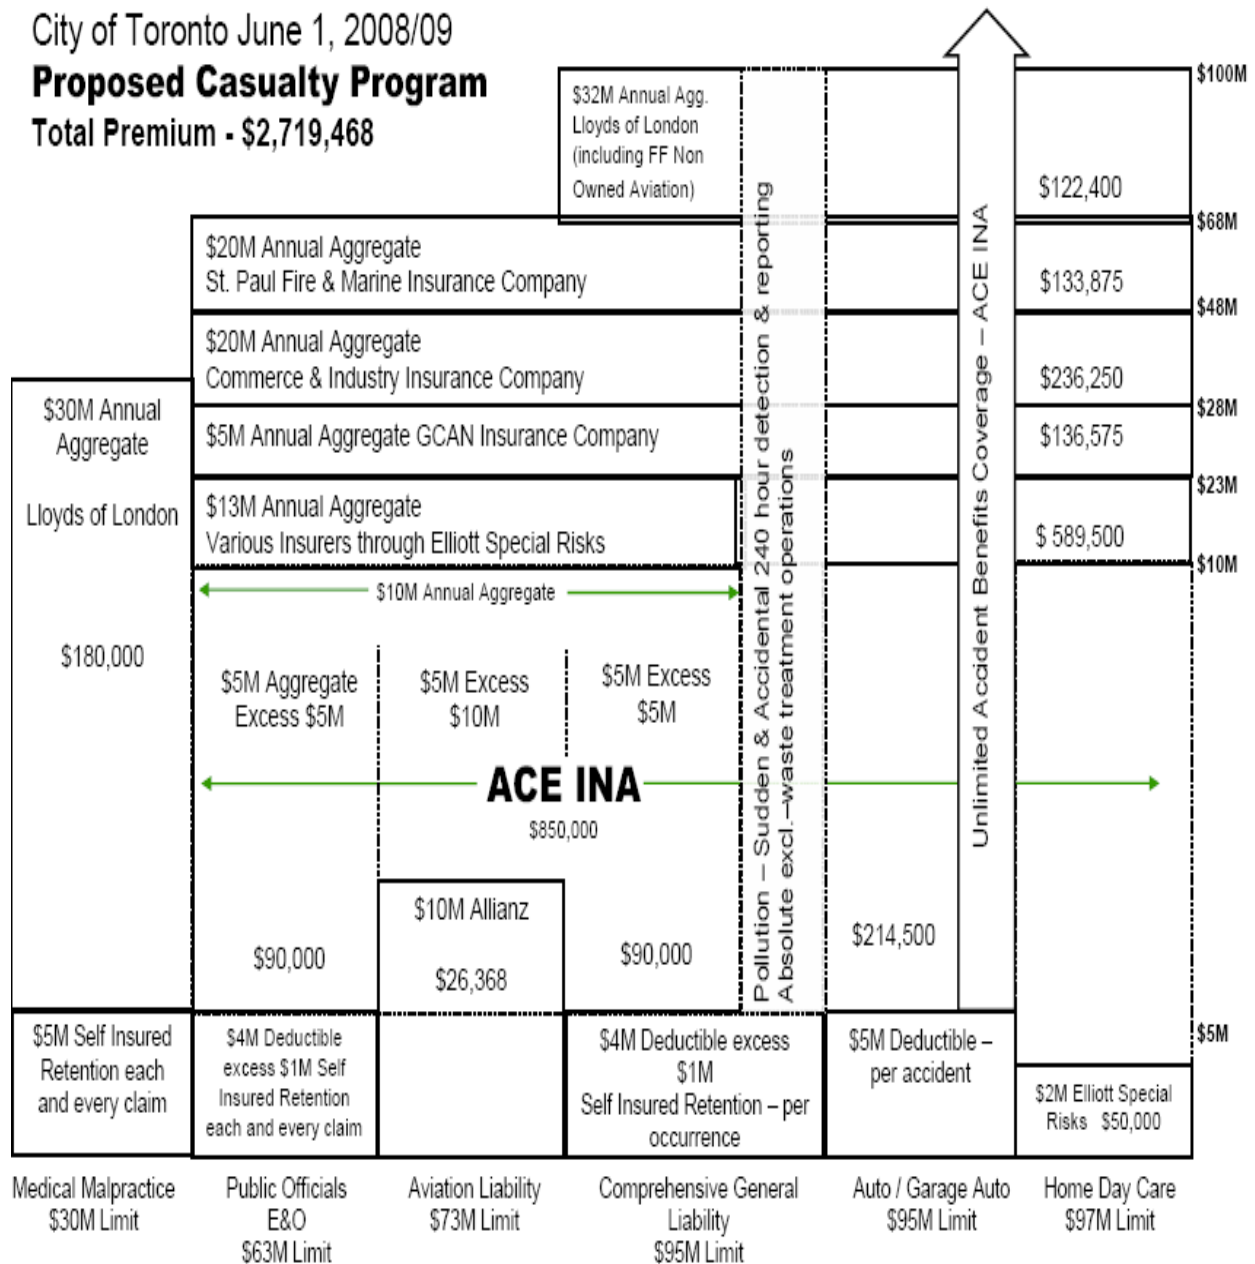 City of Toronto June 1, 2008/09
Proposed Casualty Program
Total Premium - $2,719,468
$32M Annual Agg.
Lloyds of London
(including FF Non
Owned Aviation)
$122,400
$100M
$68M
$20M Annual Aggregate
St. Paul Fire & Marine Insurance Company
$133,875
$48M
$20M Annual Aggregate
Commerce & Industry Insurance Company
$236,250
$28M
$5M Annual Aggregate GCAN Insurance Company
$136,575
$23M
$13M Annual Aggregate
Various Insurers through Elliott Special Risks
$ 589,500
$10M
$30M Annual
Aggregate
Lloyds of London
$180,000
$10M Annual Aggregate
$5M Aggregate
Excess $5M
$5M Excess
$10M
$5M Excess
$5M
ACE INA
$850,000
$90,000
$10M Allianz
$26,368
$90,000
Pollution – Sudden & Accidental 240 hour detection & reporting
Absolute excl.–waste treatment operations
$214,500
Unlimited Accident Benefits Coverage – ACE INA
$5M
$5M Self Insured
Retention each
and every claim
$4M Deductible
excess $1M Self
Insured Retention
each and every claim
$4M Deductible excess
$1M
Self Insured Retention – per
occurrence
$5M Deductible –
per accident
$2M Elliott Special
Risks $50,000
Medical Malpractice
$30M Limit
Public Officials
E&O
$63M Limit
Aviation Liability
$73M Limit
Comprehensive General
Liability
$95M Limit
Auto / Garage Auto
$95M Limit
Home Day Care
$97M Limit